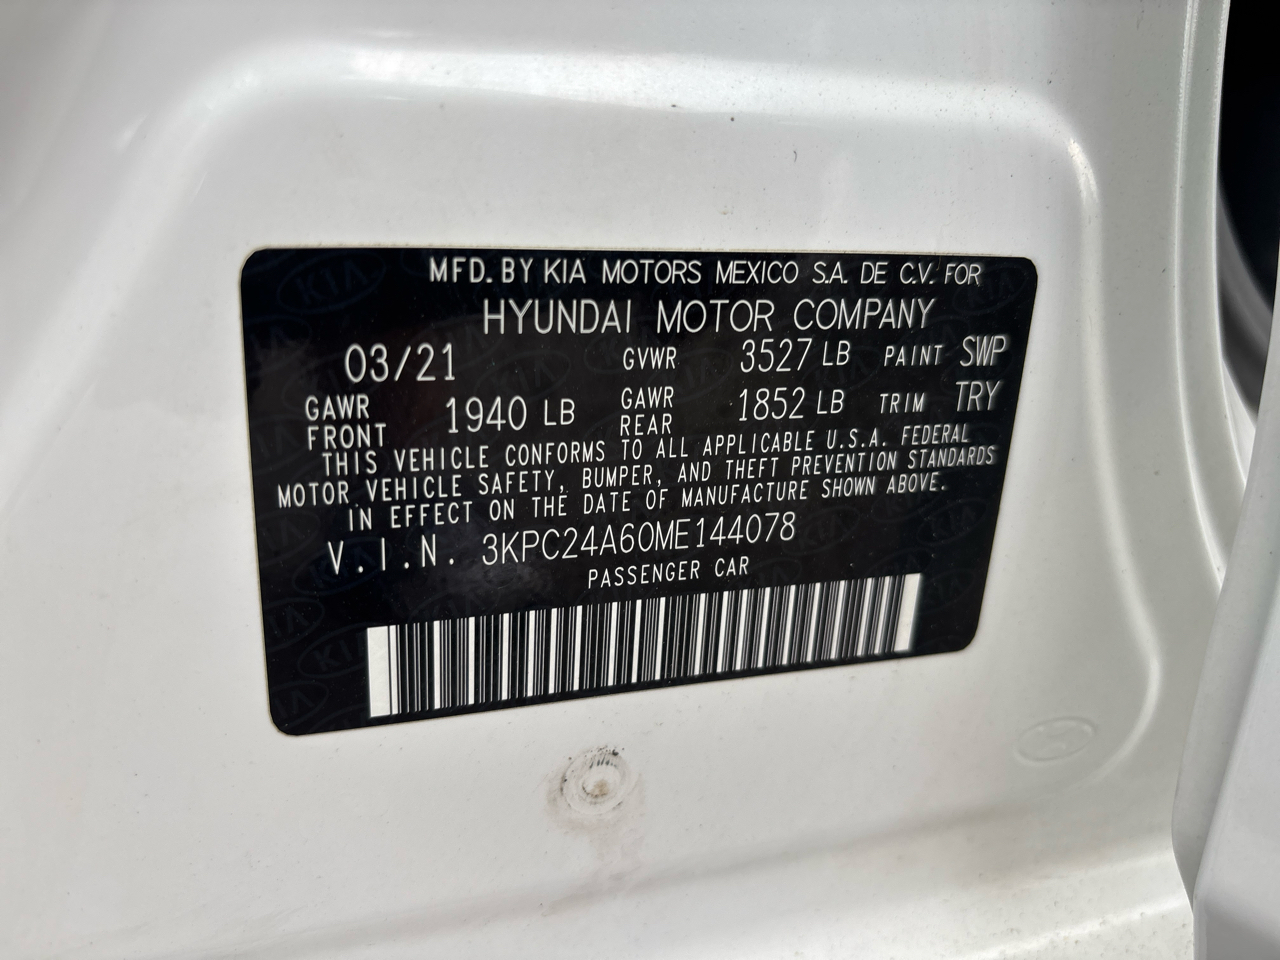 MFD. BY KIA MOTORS MEXICO S.A. DE C.V. FOR
HYUNDAI MOTOR COMPANY
03/21 GVWR 3527 LB PAINT SWP
GAWR FRONT 1940 LB GAWR REAR 1852 LB TRIM TRY
THIS VEHICLE CONFORMS TO ALL APPLICABLE U.S.A. FEDERAL
MOTOR VEHICLE SAFETY, BUMPER, AND THEFT PREVENTION STANDARDS
IN EFFECT ON THE DATE OF MANUFACTURE SHOWN ABOVE.
V.I.N. 3KPC24A60ME144078
PASSENGER CAR
KIA